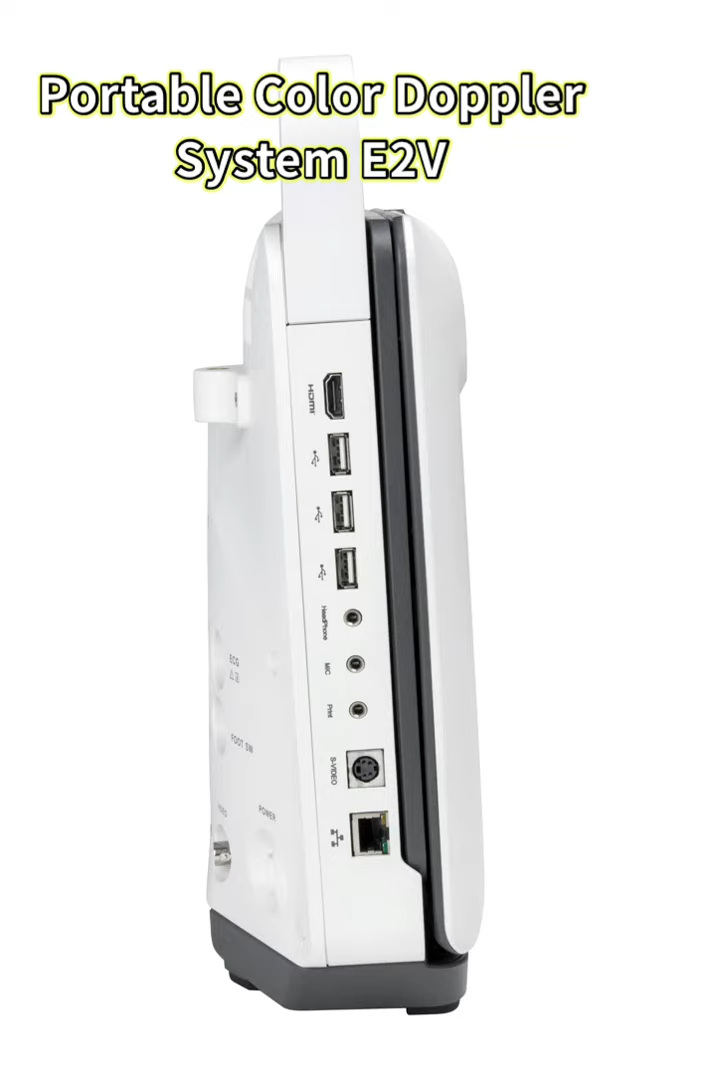 Portable Color Doppler
System E2V
HDMI
HeadPhone
MIC
Print
S-VIDEO
ECG
FOOT SW
POWER